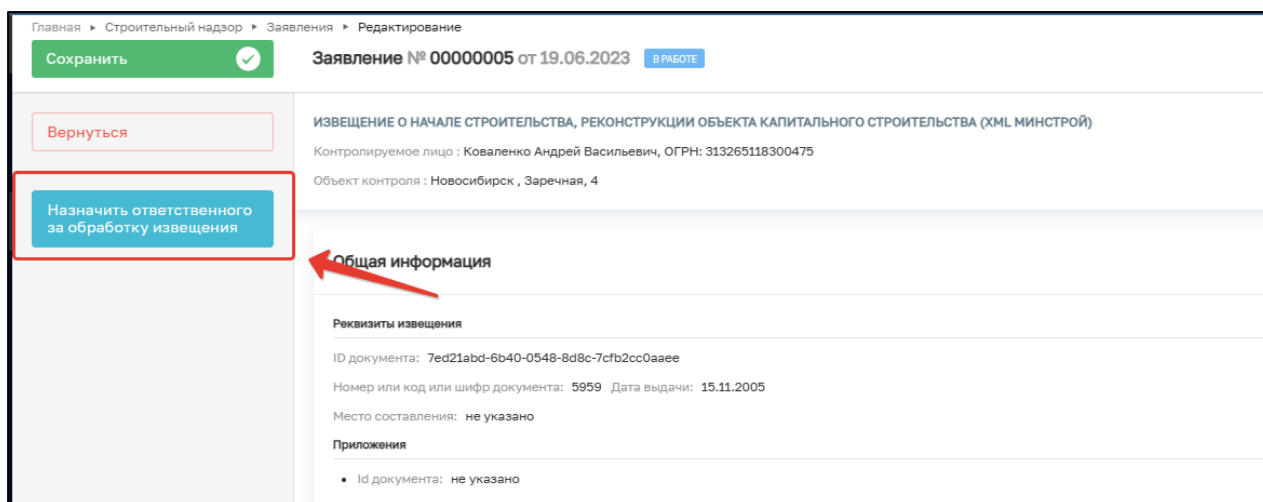 Главная ▸ Строительный надзор ▸ Заявления ▸ Редактирование
Сохранить
Заявление № 00000005 от 19.06.2023 В РАБОТЕ
Вернуться
ИЗВЕЩЕНИЕ О НАЧАЛЕ СТРОИТЕЛЬСТВА, РЕКОНСТРУКЦИИ ОБЪЕКТА КАПИТАЛЬНОГО СТРОИТЕЛЬСТВА (XML МИНСТРОЙ)
Контролируемое лицо : Коваленко Андрей Васильевич, ОГРН: 313265118300475
Объект контроля : Новосибирск , Заречная, 4
Назначить ответственного
за обработку извещения
Общая информация
Реквизиты извещения
ID документа: 7ed21abd-6b40-0548-8d8c-7cfb2cc0aaee
Номер или код или шифр документа: 5959 Дата выдачи: 15.11.2005
Место составления: не указано
Приложения
• Id документа: не указано